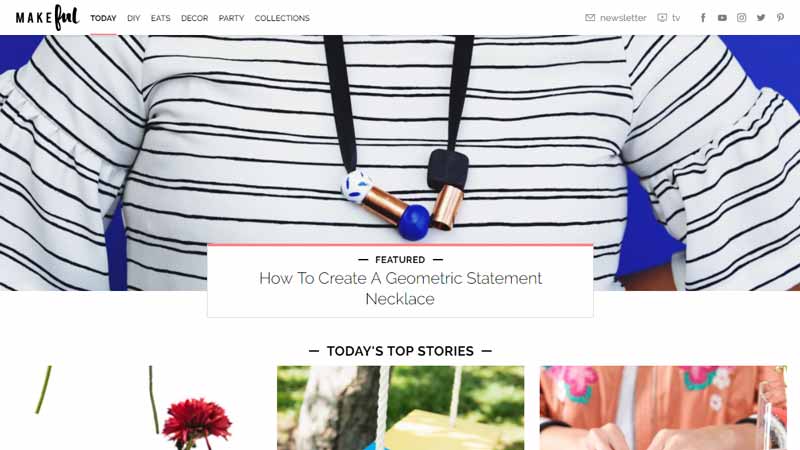 MAKEful
TODAY DIY EATS DECOR PARTY COLLECTIONS
newsletter tv
FEATURED
How To Create A Geometric Statement
Necklace
TODAY'S TOP STORIES